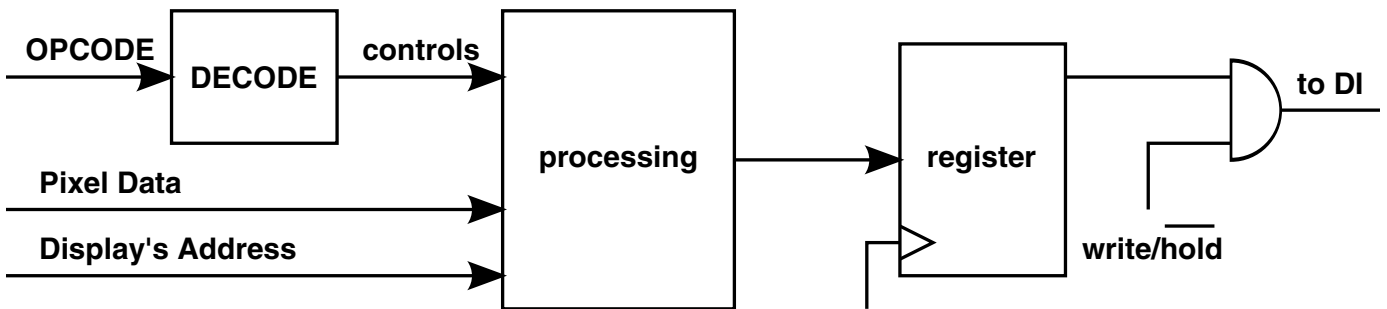 OPCODE
DECODE
controls
processing
Pixel Data
Display's Address
register
to DI
write/hold